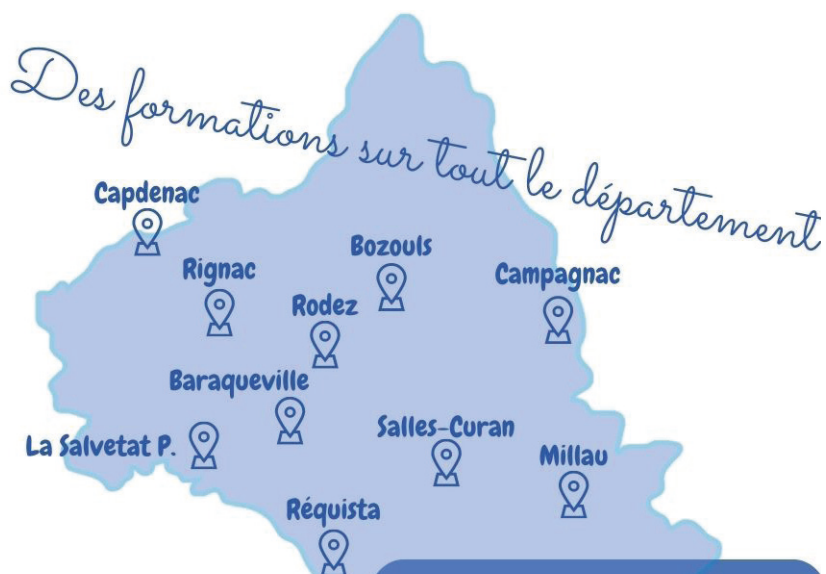 Des formations sur tout le département
Capdenac
Bozouls
Rignac
Campagnac
Rodez
Baraqueville
Salles-Curan
La Salvetat P.
Millau
Réquista